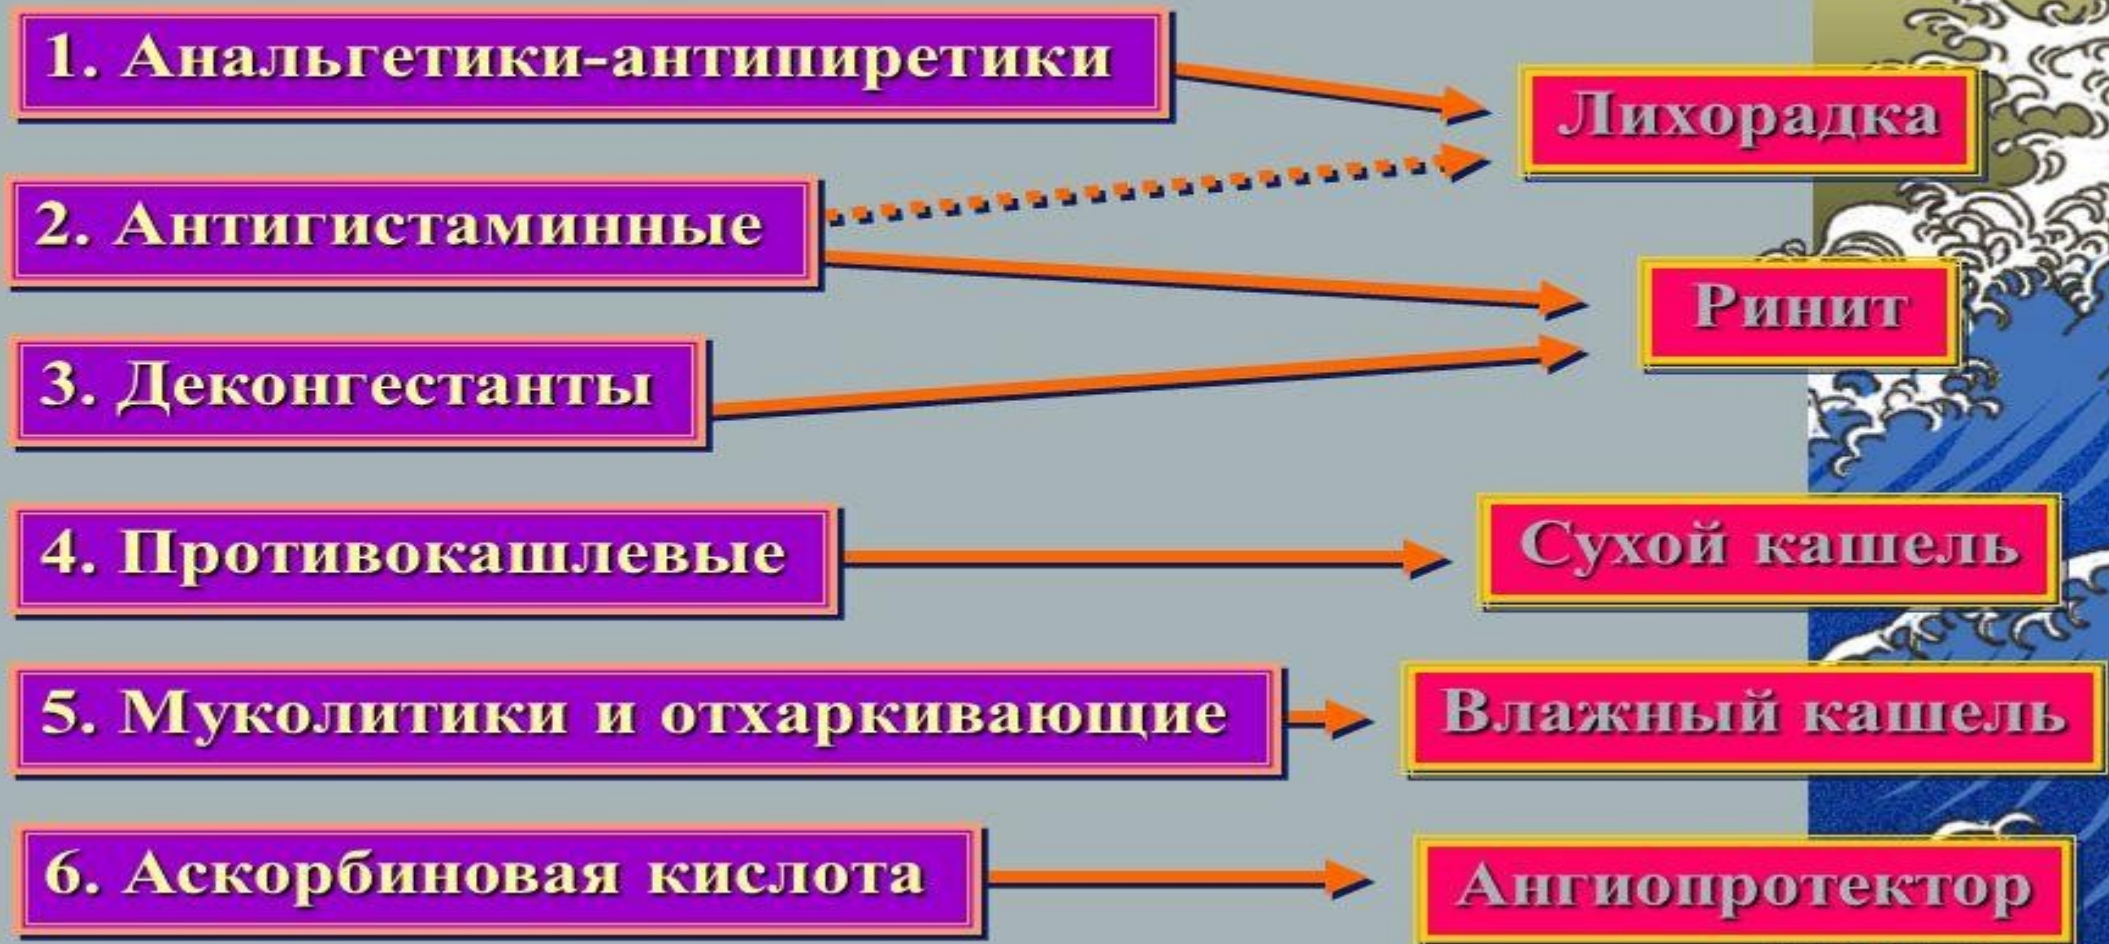 1. Анальгетики-антипиретики
Лихорадка
2. Антигистаминные
Ринит
3. Деконгестанты
4. Противокашлевые
Сухой кашель
5. Муколитики и отхаркивающие
Влажный кашель
6. Аскорбиновая кислота
Ангиопротектор